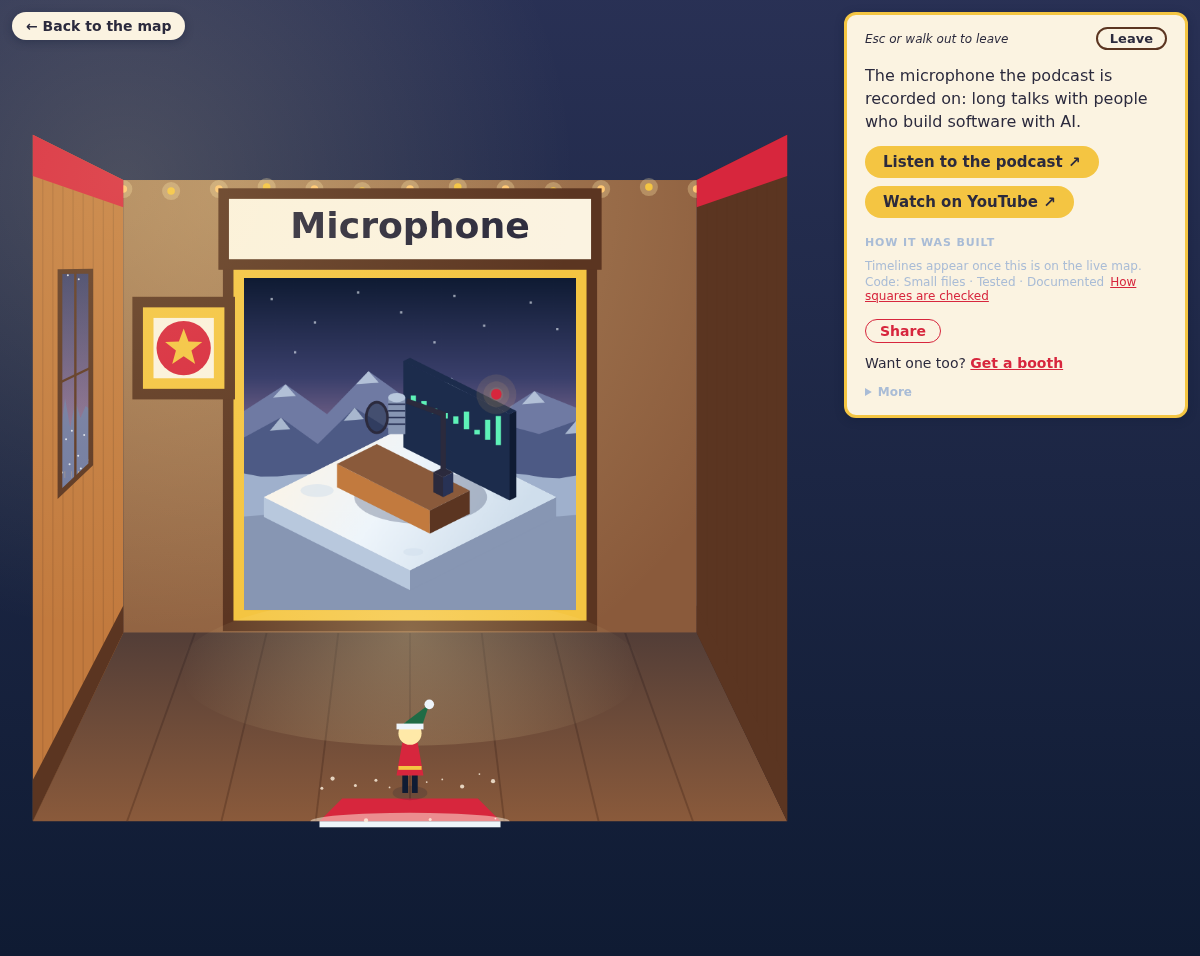 ← Back to the map
Esc or walk out to leave
Leave
The microphone the podcast is
recorded on: long talks with people
who build software with AI.
Listen to the podcast ↗
Watch on YouTube ↗
HOW IT WAS BUILT
Timelines appear once this is on the live map.
Code: Small files · Tested · Documented How
squares are checked
Share
Want one too? Get a booth
▶ More
Microphone